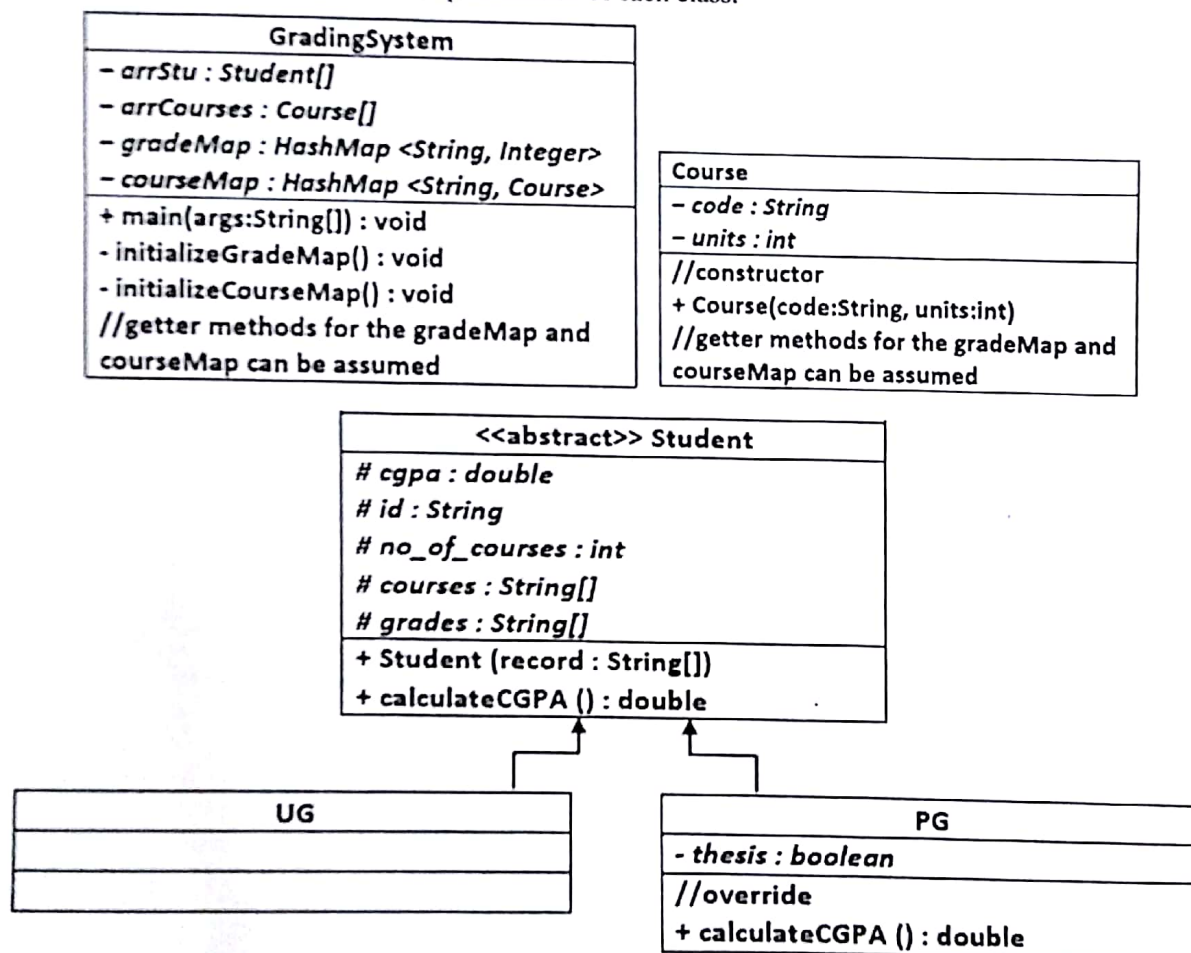 GradingSystem
– arrStu : Student[]
– arrCourses : Course[]
– gradeMap : HashMap <String, Integer>
– courseMap : HashMap <String, Course>
+ main(args:String[]) : void
- initializeGradeMap() : void
- initializeCourseMap() : void
//getter methods for the gradeMap and
courseMap can be assumed
Course
– code : String
– units : int
//constructor
+ Course(code:String, units:int)
//getter methods for the gradeMap and
courseMap can be assumed
<<abstract>> Student
# cgpa : double
# id : String
# no_of_courses : int
# courses : String[]
# grades : String[]
+ Student (record : String[])
+ calculateCGPA () : double
UG
PG
- thesis : boolean
//override
+ calculateCGPA () : double